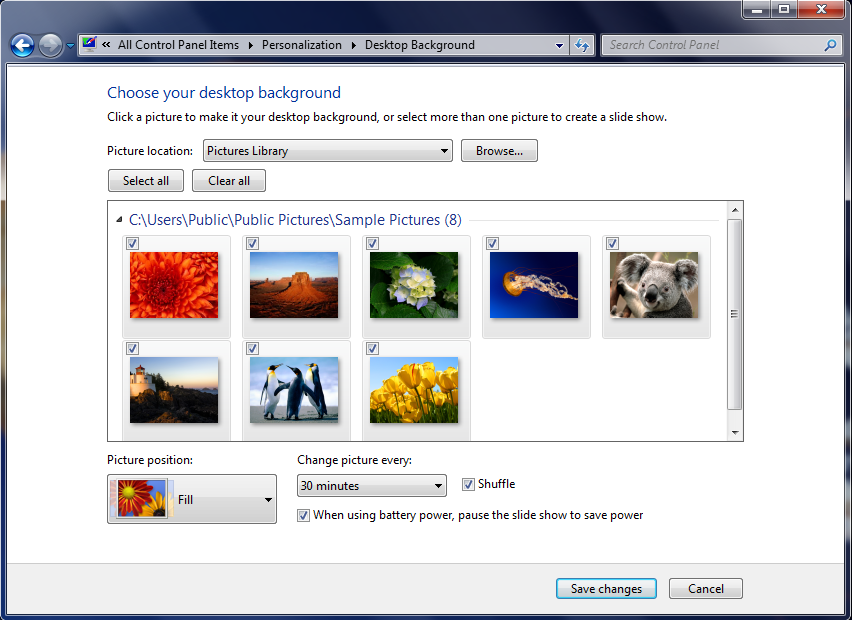 « All Control Panel Items ▸ Personalization ▸ Desktop Background
Search Control Panel
Choose your desktop background
Click a picture to make it your desktop background, or select more than one picture to create a slide show.
Picture location: Pictures Library Browse...
Select all Clear all
C:\Users\Public\Public Pictures\Sample Pictures (8)
Picture position: Change picture every:
Fill 30 minutes Shuffle
When using battery power, pause the slide show to save power
Save changes Cancel